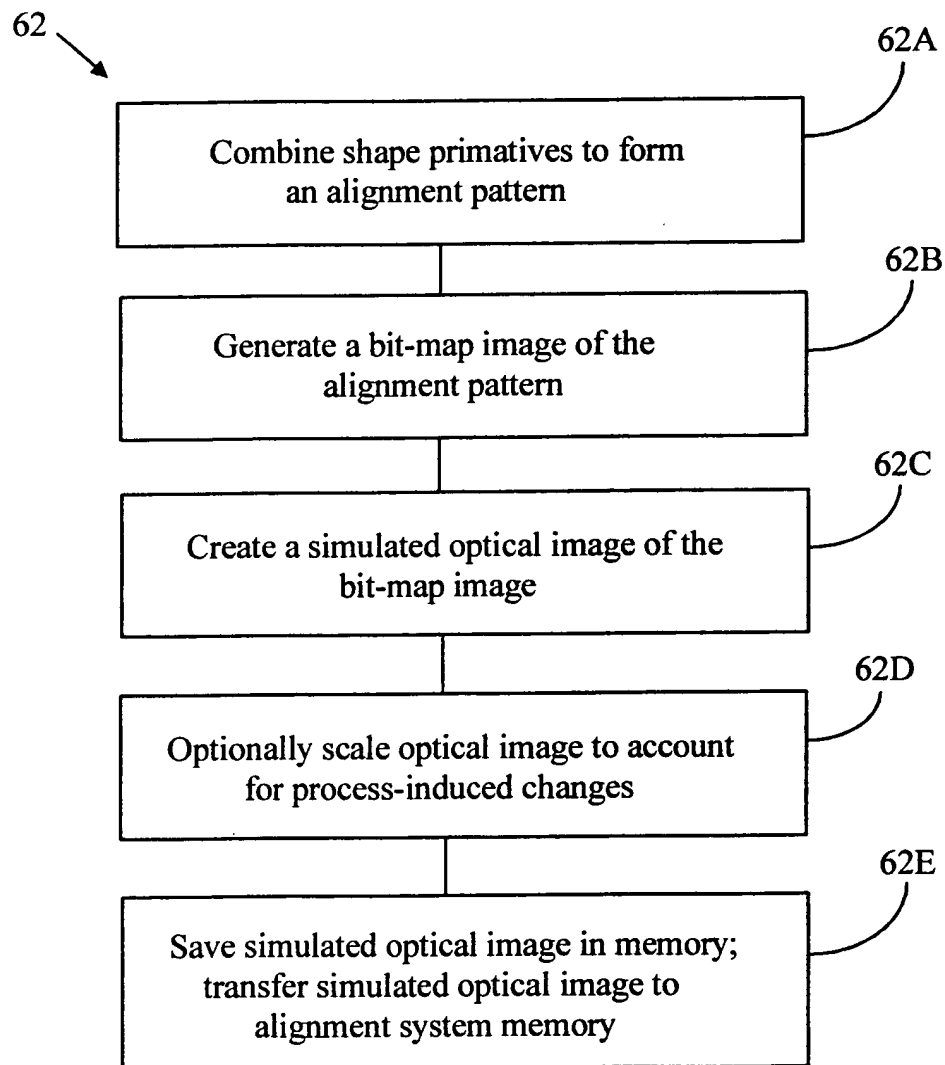 62
62A
Combine shape primatives to form
an alignment pattern
62B
Generate a bit-map image of the
alignment pattern
62C
Create a simulated optical image of the
bit-map image
62D
Optionally scale optical image to account
for process-induced changes
62E
Save simulated optical image in memory;
transfer simulated optical image to
alignment system memory